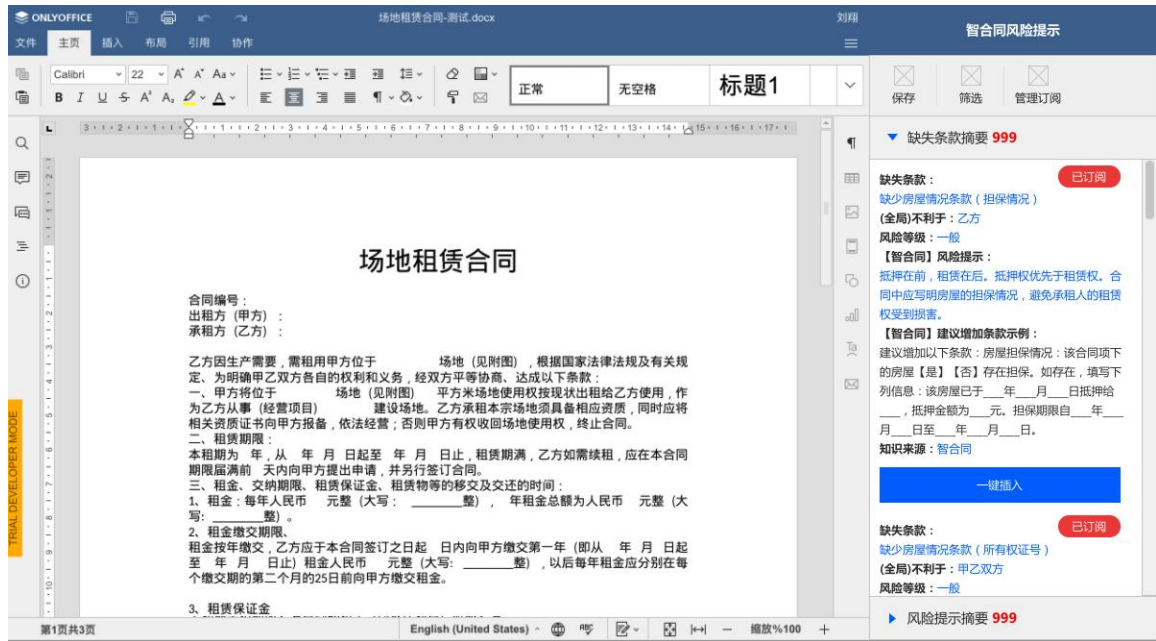 ONLYOFFICE
场地租赁合同-测试.docx
刘翔
文件 主页 插入 布局 引用 协作
Calibri 22 A A Aa
B I U S A A A
正常 无空格 标题1
场地租赁合同
合同编号：
出租方（甲方）：
承租方（乙方）：
乙方因生产需要，需租用甲方位于 场地（见附图），根据国家法律法规及有关规
定、为明确甲乙双方各自的权利和义务，经双方平等协商、达成以下条款：
一、甲方将位于 场地（见附图） 平方米场地使用权按现状出租给乙方使用，作
为乙方从事（经营项目） 建设场地。乙方承租本宗场地须具备相应资质，同时应将
相关资质证书向甲方报备，依法经营；否则甲方有权收回场地使用权，终止合同。
二、租赁期限：
本租期为 年，从 年 月 日起至 年 月 日止，租赁期满，乙方如需续租，应在本合同
期限届满前 天内向甲方提出申请，并另行签订合同。
三、租金、交纳期限、租赁保证金、租赁物等的移交及交还的时间：
1、租金：每年人民币 元整（大写：_______整）， 年租金总额为人民币 元整（大
写：_______整）。
2、租金缴交期限、
租金按年缴交，乙方应于本合同签订之日起 日内向甲方缴交第一年（即从 年 月 日起
至 年 月 日止）租金人民币 元整（大写：_______整），以后每年租金应分别在每
个缴交期的第二个月的25日前向甲方缴交租金。
3、租赁保证金
TRIAL DEVELOPER MODE
第1页共3页 English (United States) ABC 缩放%100
智合同风险提示
保存 筛选 管理订阅
缺失条款摘要 999
缺失条款： 已订阅
缺少房屋情况条款（担保情况）
(全局)不利于：乙方
风险等级：一般
【智合同】风险提示：
抵押在前，租赁在后。抵押权优先于租赁权。合
同中应写明房屋的担保情况，避免承租人的租赁
权受到损害。
【智合同】建议增加条款示例：
建议增加以下条款：房屋担保情况：该合同项下
的房屋【是】【否】存在担保。如存在，填写下
列信息：该房屋已于___年___月___日抵押给
___，抵押金额为___元。担保期限自___年___
月___日至___年___月___日。
知识来源：智合同
一键插入
缺失条款： 已订阅
缺少房屋情况条款（所有权证号）
(全局)不利于：甲乙双方
风险等级：一般
风险提示摘要 999